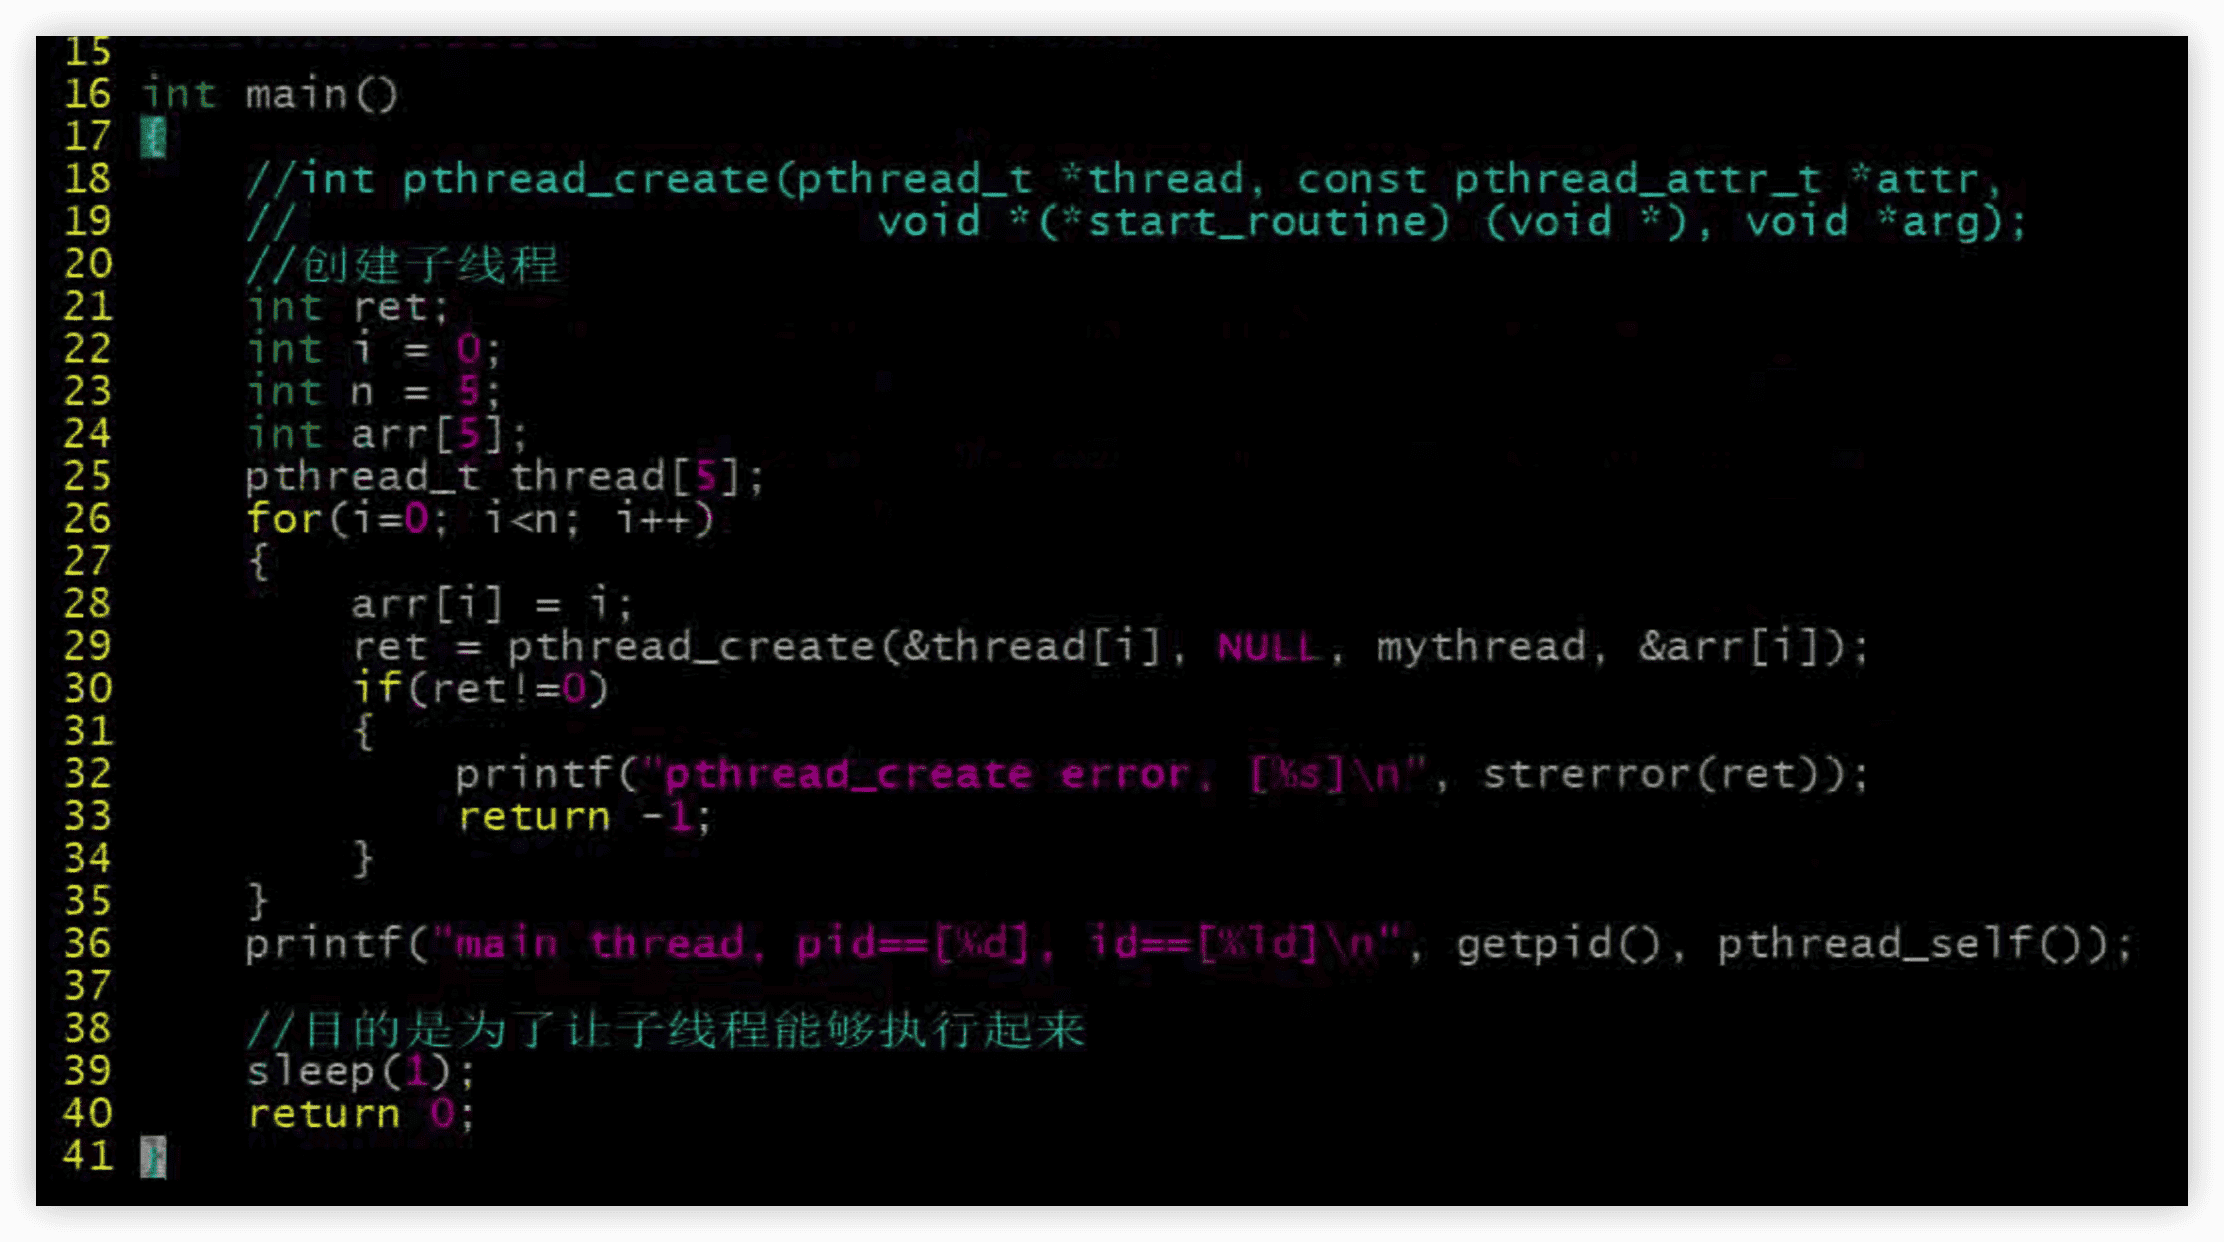 15
16 int main()
17 {
18     //int pthread_create(pthread_t *thread, const pthread_attr_t *attr,
19     //                      void *(*start_routine) (void *), void *arg);
20     //创建子线程
21     int ret;
22     int i = 0;
23     int n = 5;
24     int arr[5];
25     pthread_t thread[5];
26     for(i=0; i<n; i++)
27     {
28         arr[i] = i;
29         ret = pthread_create(&thread[i], NULL, mythread, &arr[i]);
30         if(ret!=0)
31         {
32             printf("pthread_create error, [%s]\n", strerror(ret));
33             return -1;
34         }
35     }
36     printf("main thread, pid==[%d], id==[%ld]\n", getpid(), pthread_self());
37
38     //目的是为了让子线程能够执行起来
39     sleep(1);
40     return 0;
41 }